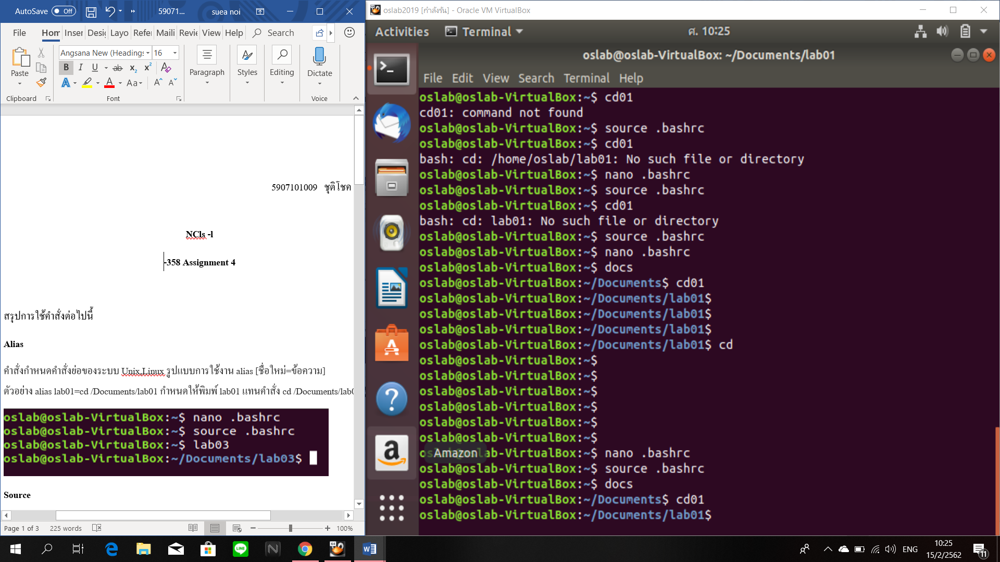 AutoSave Off 59071... suea noi
File Hom Inser Desig Layo Refer Maili Revie View Help Search
Angsana New (Headings 16
Paste
B I U ab x₂ x² A
A A Aa A A
Paragraph Styles Editing Dictate
Clipboard Font Voice
5907101009 ชุติโชค
NCls -l
-358 Assignment 4
สรุปการใช้คำสั่งต่อไปนี้
Alias
คำสั่งกำหนดคำสั่งย่อของระบบ Unix,Linux รูปแบบการใช้งาน alias [ชื่อใหม่=ข้อความ]
ตัวอย่าง alias lab01=cd /Documents/lab01 กำหนดให้พิมพ์ lab01 แทนคำสั่ง cd /Documents/lab0
oslab@oslab-VirtualBox:~$ nano .bashrc
oslab@oslab-VirtualBox:~$ source .bashrc
oslab@oslab-VirtualBox:~$ lab03
oslab@oslab-VirtualBox:~/Documents/lab03$
Source
Page 1 of 3 225 words 100%
oslab2019 [กำลังรัน] - Oracle VM VirtualBox
Activities Terminal ศ. 10:25
oslab@oslab-VirtualBox: ~/Documents/lab01
File Edit View Search Terminal Help
oslab@oslab-VirtualBox:~$ cd01
cd01: command not found
oslab@oslab-VirtualBox:~$ source .bashrc
oslab@oslab-VirtualBox:~$ cd01
bash: cd: /home/oslab/lab01: No such file or directory
oslab@oslab-VirtualBox:~$ nano .bashrc
oslab@oslab-VirtualBox:~$ source .bashrc
oslab@oslab-VirtualBox:~$ cd01
bash: cd: lab01: No such file or directory
oslab@oslab-VirtualBox:~$ source .bashrc
oslab@oslab-VirtualBox:~$ nano .bashrc
oslab@oslab-VirtualBox:~$ docs
oslab@oslab-VirtualBox:~/Documents$ cd01
oslab@oslab-VirtualBox:~/Documents/lab01$
oslab@oslab-VirtualBox:~/Documents/lab01$
oslab@oslab-VirtualBox:~/Documents/lab01$
oslab@oslab-VirtualBox:~/Documents/lab01$ cd
oslab@oslab-VirtualBox:~$
oslab@oslab-VirtualBox:~$
oslab@oslab-VirtualBox:~$
oslab@oslab-VirtualBox:~$
oslab@oslab-VirtualBox:~$
oslab@oslab-VirtualBox:~$
oslab@oslab-VirtualBox:~$ nano .bashrc
Amazon
oslab@oslab-VirtualBox:~$ source .bashrc
oslab@oslab-VirtualBox:~$ docs
oslab@oslab-VirtualBox:~/Documents$ cd01
oslab@oslab-VirtualBox:~/Documents/lab01$
LINE N 64 ENG 10:25
15/2/2562 11